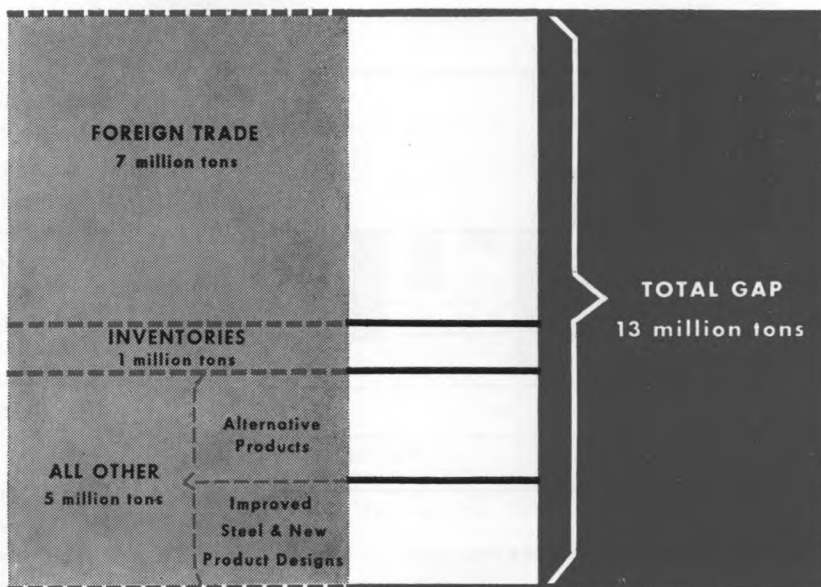 FOREIGN TRADE
7 million tons
INVENTORIES
1 million tons
ALL OTHER
5 million tons
Alternative
Products
Improved
Steel & New
Product Designs
TOTAL GAP
13 million tons